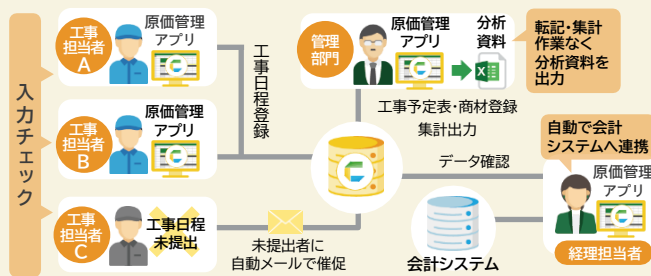 入力チェック
工事
担当者
A
原価管理
アプリ
工事
担当者
B
原価管理
アプリ
工事
担当者
C
工事日程
未提出
工事日程登録
未提出者に
自動メールで催促
管理
部門
原価管理
アプリ
分析
資料
転記・集計
作業なく
分析資料を
出力
工事予定表・商材登録
集計出力
データ確認
会計システム
自動で会計
システムへ連携
原価管理
アプリ
経理担当者